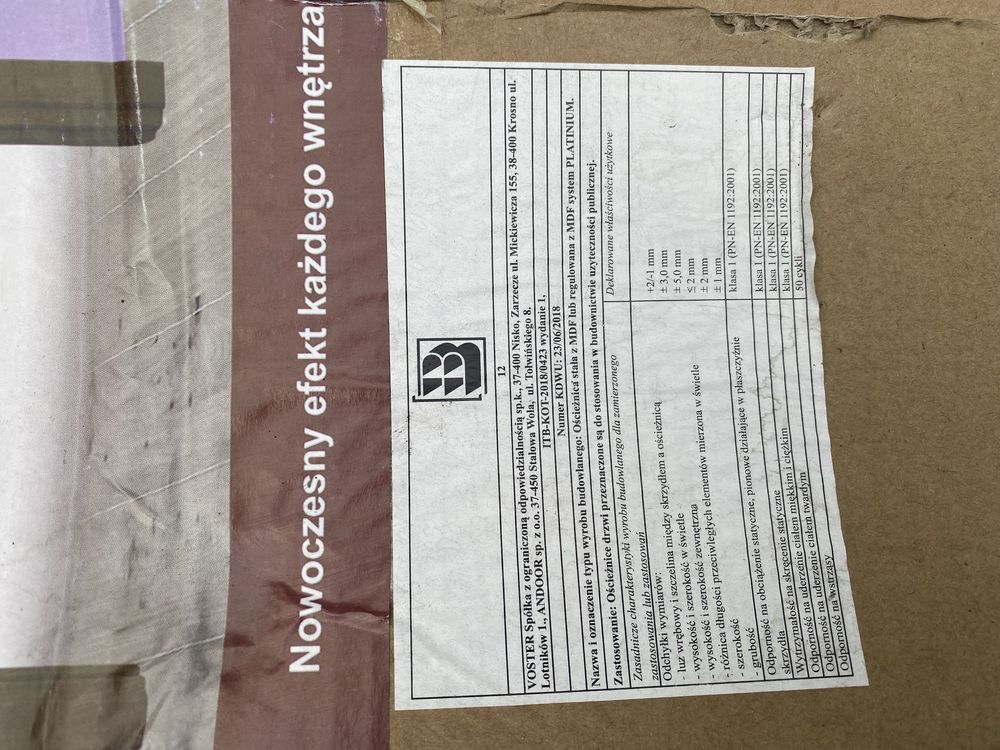 Nowoczesny efekt każdego wnętrza
B
12
VOSTER Spólka z ograniczoną odpowiedzialnością sp.k., 37-400 Nisko, Zarzecze ul. Mickiewicza 155, 38-400 Krosno ul.
Lotników 1., ANDOOR sp. z o.o. 37-450 Stalowa Wola, ul. Tołwińskiego 8.
ITB-KOT-2018/0423 wydanie 1.
Numer KDWU: 23/06/2018
Nazwa i oznaczenie typu wyrobu budowlanego: Ościeżnica stała z MDF lub regulowana z MDF system PLATINIUM.
Zastosowanie: Ościeżnice drzwi przeznaczone są do stosowania w budownictwie uzyteczności publicznej.
Zasadnicze charakterystyki wyrobu budowlanego dla zamierzonego Deklarowane właściwości użytkowe
zastosowania lub zastosowań
Odchyłki wymiarów:
- luz wrębowy i szczelina między skrzydłem a ościeżnicą +2/-1 mm
- wysokość i szerokość w świetle ± 3,0 mm
- wysokość i szerokość zewnętrzna ± 5,0 mm
- różnica długości przeciwległych elementów mierzona w świetle ≤ 2 mm
- szerokość ± 2 mm
- grubość ± 1 mm
Odporność na obciążenie statyczne, pionowe działające w płaszczyźnie klasa 1 (PN-EN 1192:2001)
skrzydła
Wytrzymałość na skręcenie statyczne klasa 1 (PN-EN 1192:2001)
Odporność na uderzenie ciałem miękkim i ciężkim klasa 1 (PN-EN 1192:2001)
Odporność na uderzenie ciałem twardym klasa 1 (PN-EN 1192:2001)
Odporność na wstrząsy 50 cykli